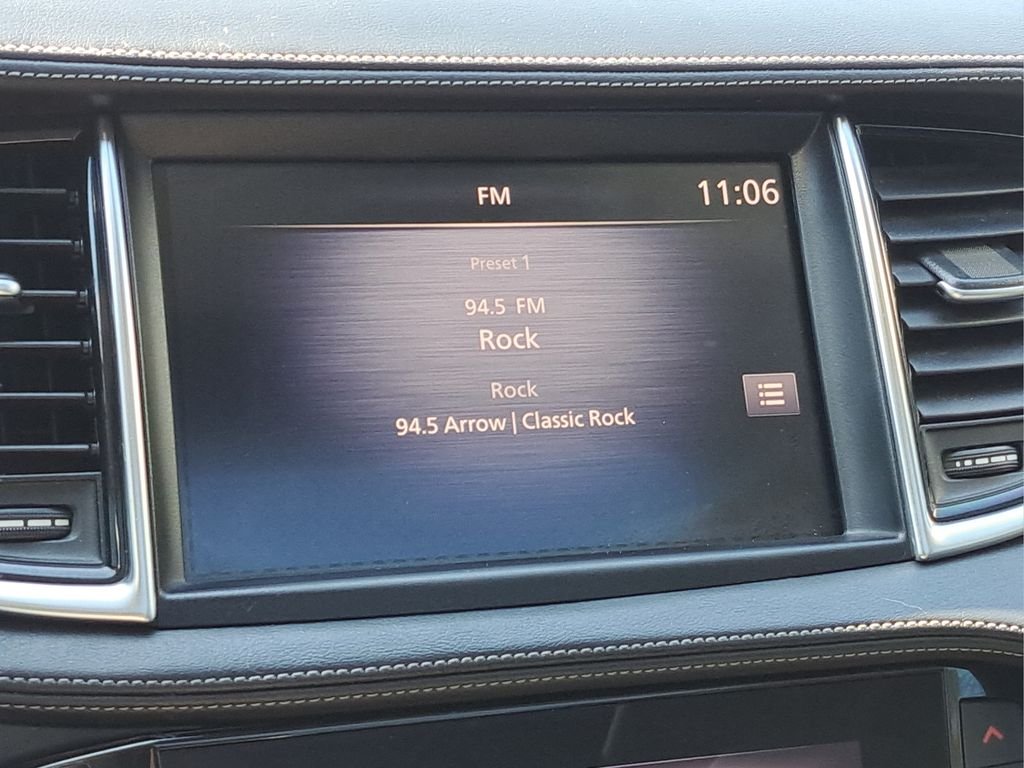 FM 11:06
Preset 1
94.5 FM
Rock
Rock
94.5 Arrow | Classic Rock